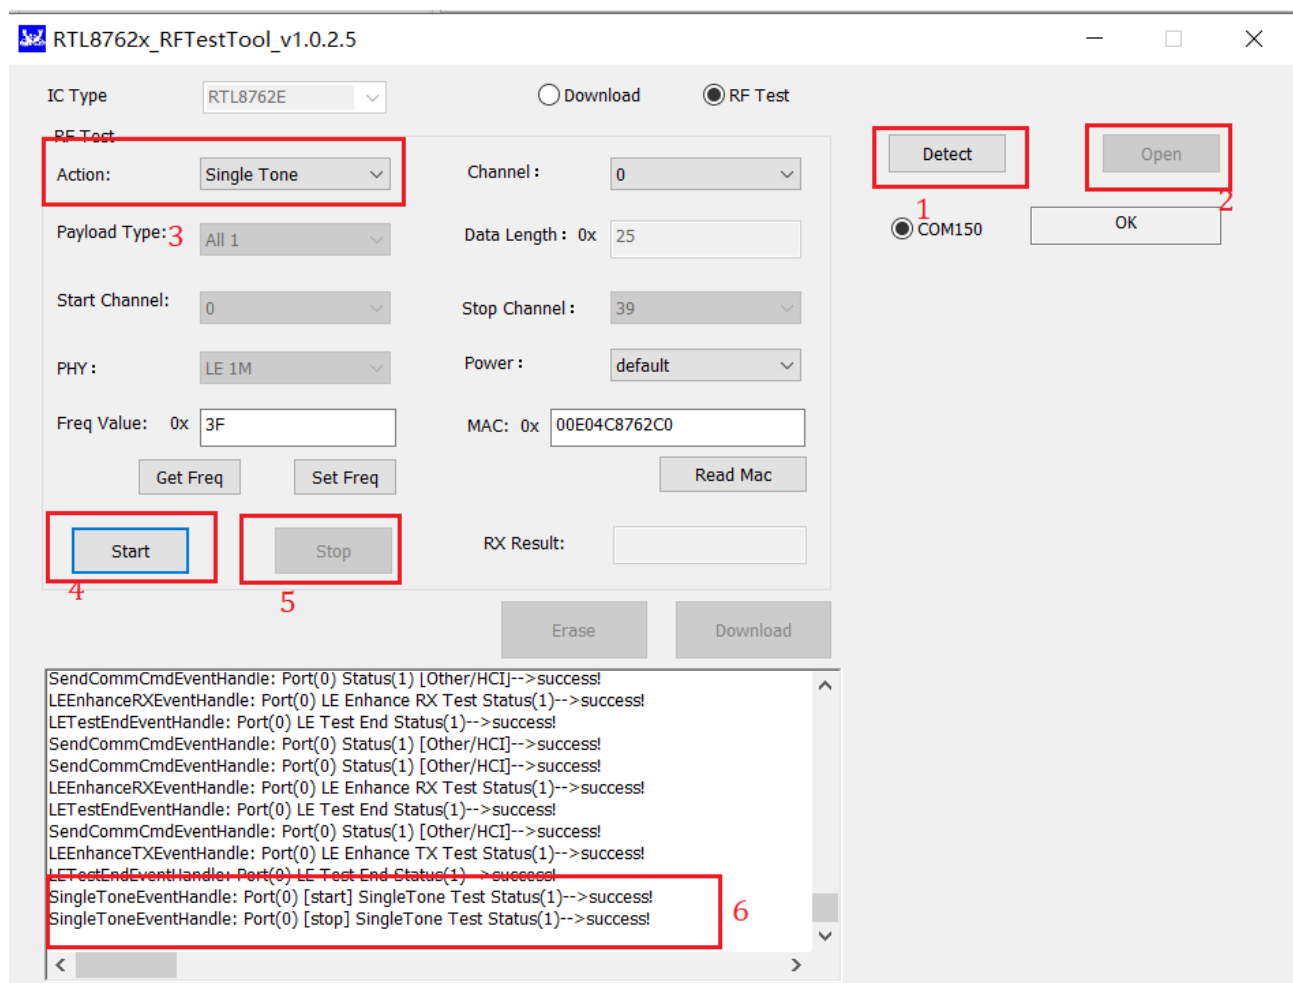 RTL8762x_RFTestTool_v1.0.2.5
IC Type RTL8762E Download RF Test
RF Test
Action: Single Tone Channel: 0 Detect Open
1 2
Payload Type: 3 All 1 Data Length: 0x 25 COM150 OK
Start Channel: 0 Stop Channel: 39
PHY: LE 1M Power: default
Freq Value: 0x 3F MAC: 0x 00E04C8762C0
Get Freq Set Freq Read Mac
Start Stop RX Result:
4 5
Erase Download
SendCommCmdEventHandle: Port(0) Status(1) [Other/HCI]-->success!
LEEnhanceRXEventHandle: Port(0) LE Enhance RX Test Status(1)-->success!
LETestEndEventHandle: Port(0) LE Test End Status(1)-->success!
SendCommCmdEventHandle: Port(0) Status(1) [Other/HCI]-->success!
SendCommCmdEventHandle: Port(0) Status(1) [Other/HCI]-->success!
LEEnhanceRXEventHandle: Port(0) LE Enhance RX Test Status(1)-->success!
LETestEndEventHandle: Port(0) LE Test End Status(1)-->success!
SendCommCmdEventHandle: Port(0) Status(1) [Other/HCI]-->success!
LEEnhanceTXEventHandle: Port(0) LE Enhance TX Test Status(1)-->success!
LETestEndEventHandle: Port(0) LE Test End Status(1)-->success!
SingleToneEventHandle: Port(0) [start] SingleTone Test Status(1)-->success!
SingleToneEventHandle: Port(0) [stop] SingleTone Test Status(1)-->success!
6